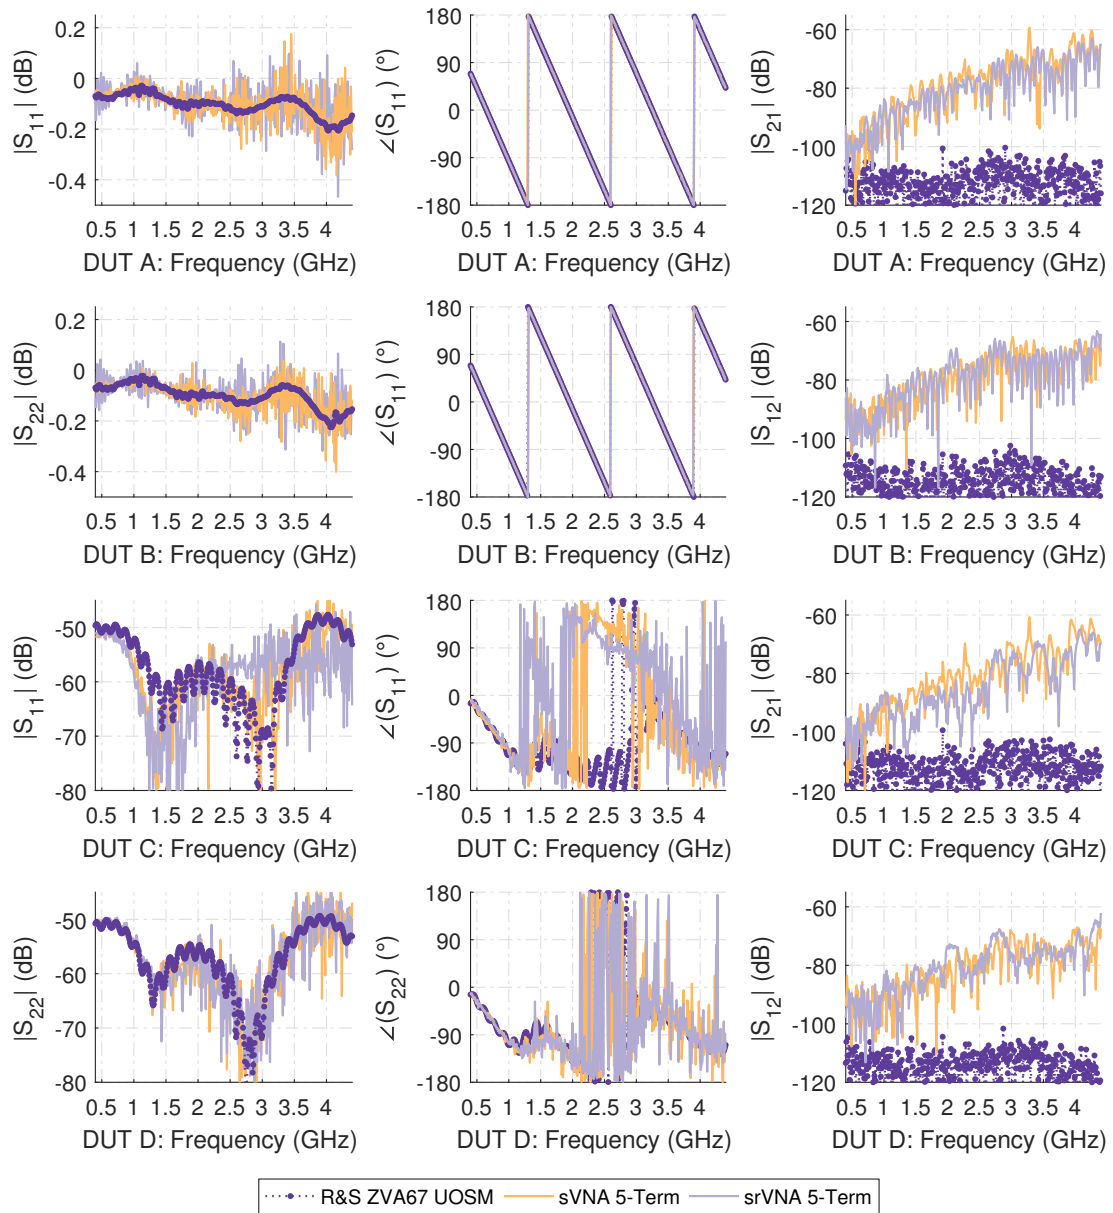 0.2
0
-0.2
-0.4
|S11| (dB)
0.5 1 1.5 2 2.5 3 3.5 4
DUT A: Frequency (GHz)
180
90
0
-90
-180
∠(S11) (°)
0.5 1 1.5 2 2.5 3 3.5 4
DUT A: Frequency (GHz)
-60
-80
-100
-120
|S21| (dB)
0.5 1 1.5 2 2.5 3 3.5 4
DUT A: Frequency (GHz)
0.2
0
-0.2
-0.4
|S22| (dB)
0.5 1 1.5 2 2.5 3 3.5 4
DUT B: Frequency (GHz)
180
90
0
-90
-180
∠(S11) (°)
0.5 1 1.5 2 2.5 3 3.5 4
DUT B: Frequency (GHz)
-60
-80
-100
-120
|S12| (dB)
0.5 1 1.5 2 2.5 3 3.5 4
DUT B: Frequency (GHz)
-50
-60
-70
-80
|S11| (dB)
0.5 1 1.5 2 2.5 3 3.5 4
DUT C: Frequency (GHz)
180
90
0
-90
-180
∠(S11) (°)
0.5 1 1.5 2 2.5 3 3.5 4
DUT C: Frequency (GHz)
-60
-80
-100
-120
|S21| (dB)
0.5 1 1.5 2 2.5 3 3.5 4
DUT C: Frequency (GHz)
-50
-60
-70
-80
|S22| (dB)
0.5 1 1.5 2 2.5 3 3.5 4
DUT D: Frequency (GHz)
180
90
0
-90
-180
∠(S22) (°)
0.5 1 1.5 2 2.5 3 3.5 4
DUT D: Frequency (GHz)
-60
-80
-100
-120
|S12| (dB)
0.5 1 1.5 2 2.5 3 3.5 4
DUT D: Frequency (GHz)
R&S ZVA67 UOSM sVNA 5-Term srVNA 5-Term